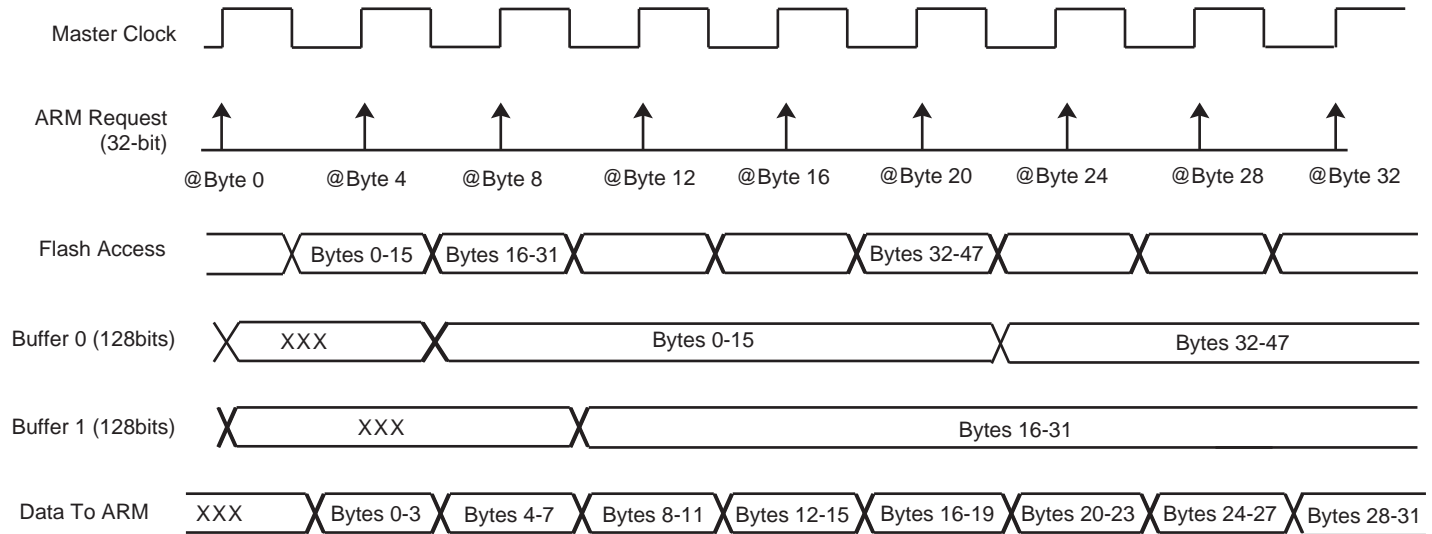 Master Clock
ARM Request
(32-bit)
@Byte 0 @Byte 4 @Byte 8 @Byte 12 @Byte 16 @Byte 20 @Byte 24 @Byte 28 @Byte 32
Flash Access Bytes 0-15 Bytes 16-31 Bytes 32-47
Buffer 0 (128bits) XXX Bytes 0-15 Bytes 32-47
Buffer 1 (128bits) XXX Bytes 16-31
Data To ARM XXX Bytes 0-3 Bytes 4-7 Bytes 8-11 Bytes 12-15 Bytes 16-19 Bytes 20-23 Bytes 24-27 Bytes 28-31